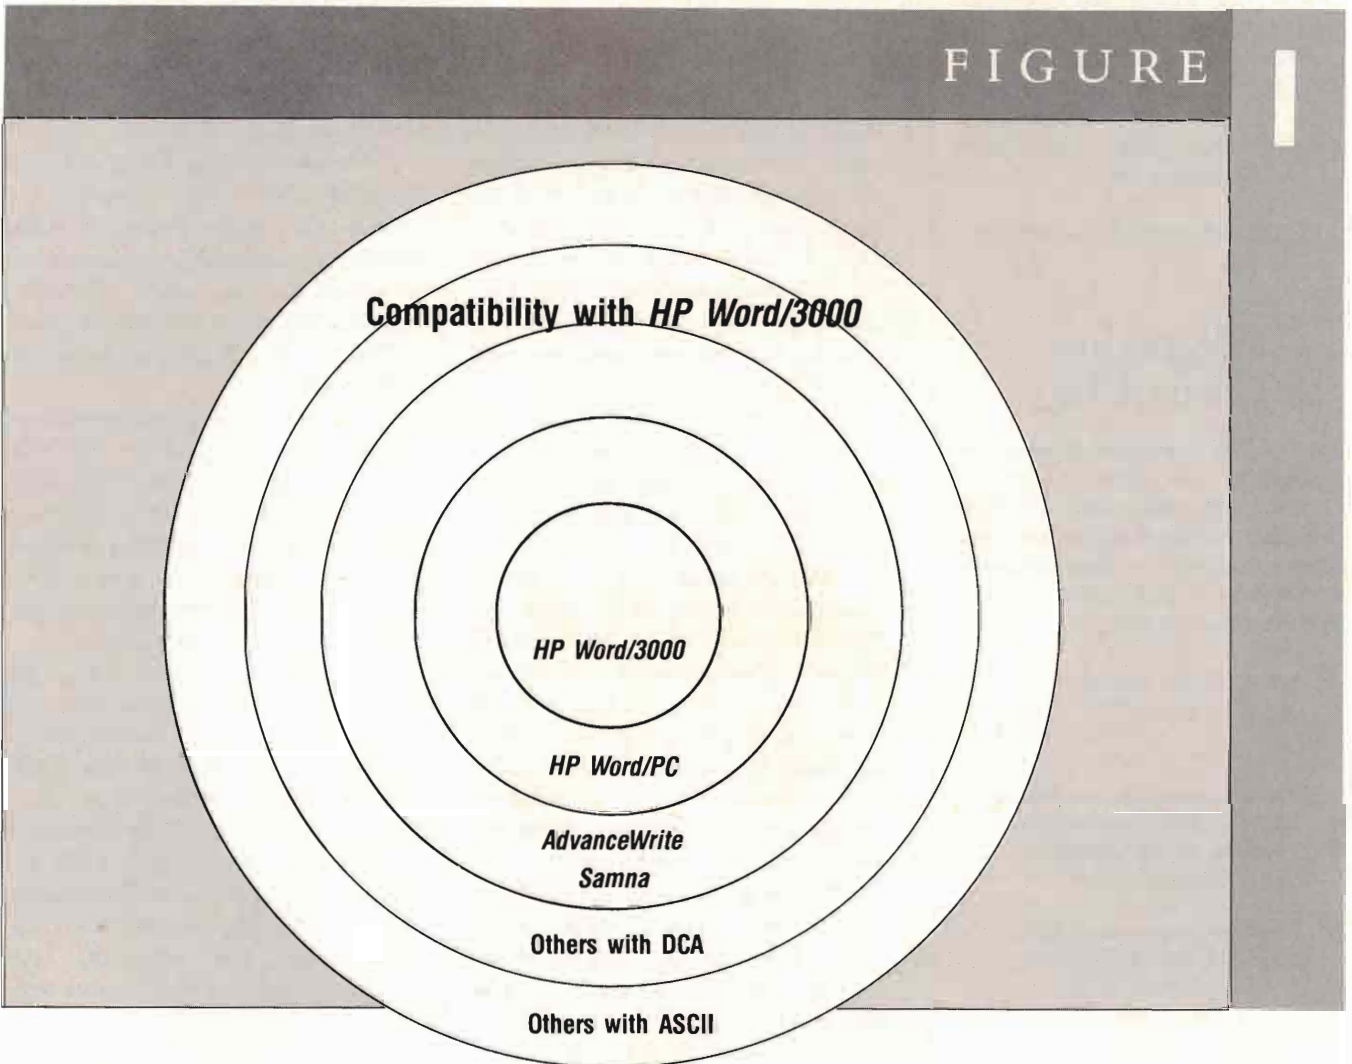 FIGURE 1
Compatibility with HP Word/3000
HP Word/3000
HP Word/PC
AdvanceWrite
Samna
Others with DCA
Others with ASCII